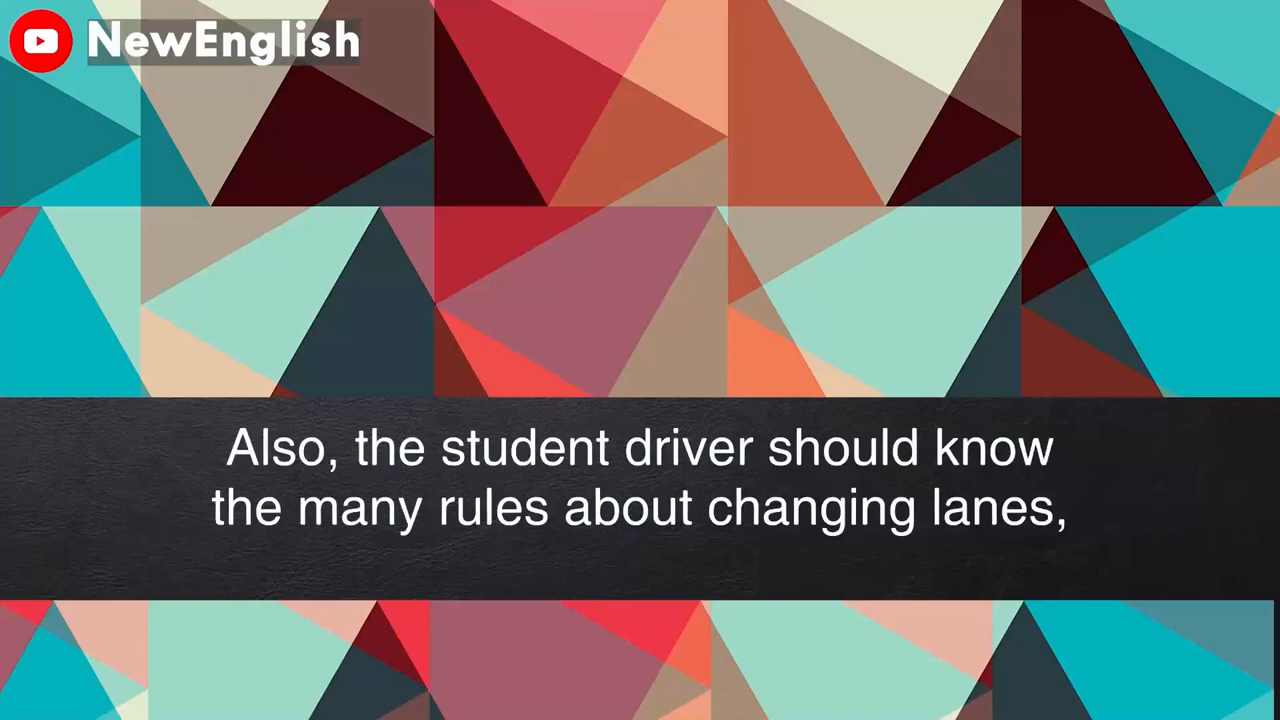 NewEnglish
Also, the student driver should know
the many rules about changing lanes,